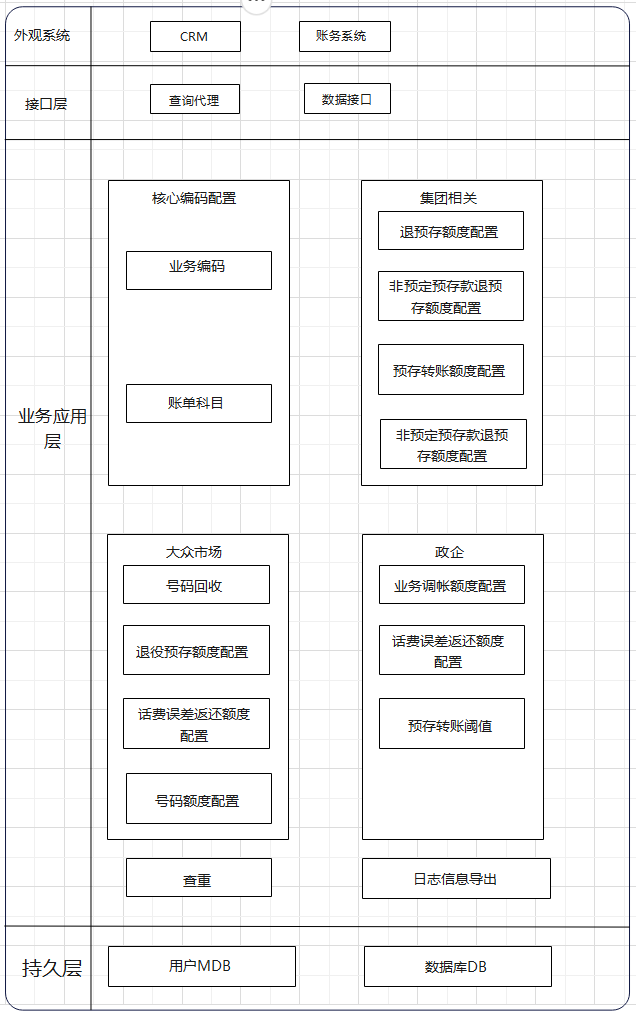 外观系统
CRM
账务系统
接口层
查询代理
数据接口
业务应用
层
核心编码配置
业务编码
账单科目
集团相关
退预存额度配置
非预定预存款退预
存额度配置
预存转账额度配置
非预定预存款退预
存额度配置
大众市场
号码回收
退役预存额度配置
话费误差返还额度
配置
号码额度配置
政企
业务调帐额度配置
话费误差返还额度
配置
预存转账阈值
查重
日志信息导出
持久层
用户MDB
数据库DB